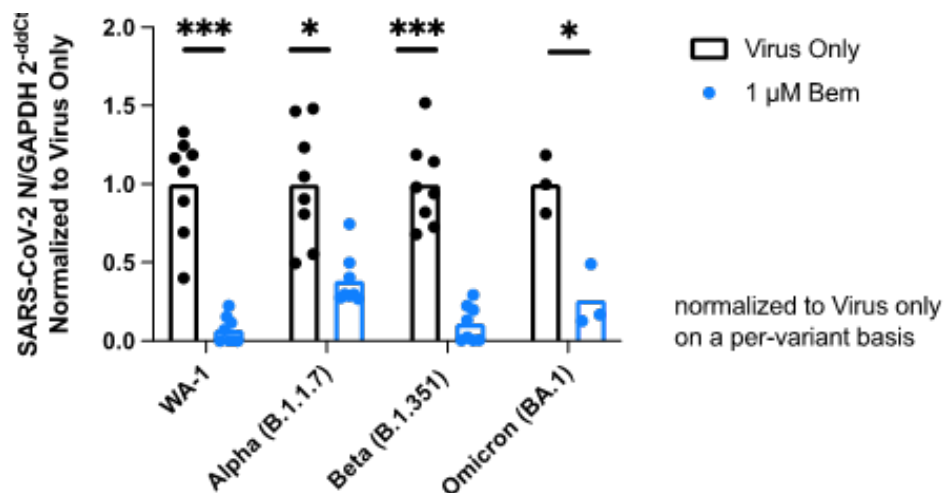 SARS-CoV-2 N/GAPDH 2^-ddCt
Normalized to Virus Only
2.0
1.5
1.0
0.5
0.0
***
*
***
*
WA-1
Alpha (B.1.1.7)
Beta (B.1.351)
Omicron (BA.1)
Virus Only
1 µM Bem
normalized to Virus only
on a per-variant basis